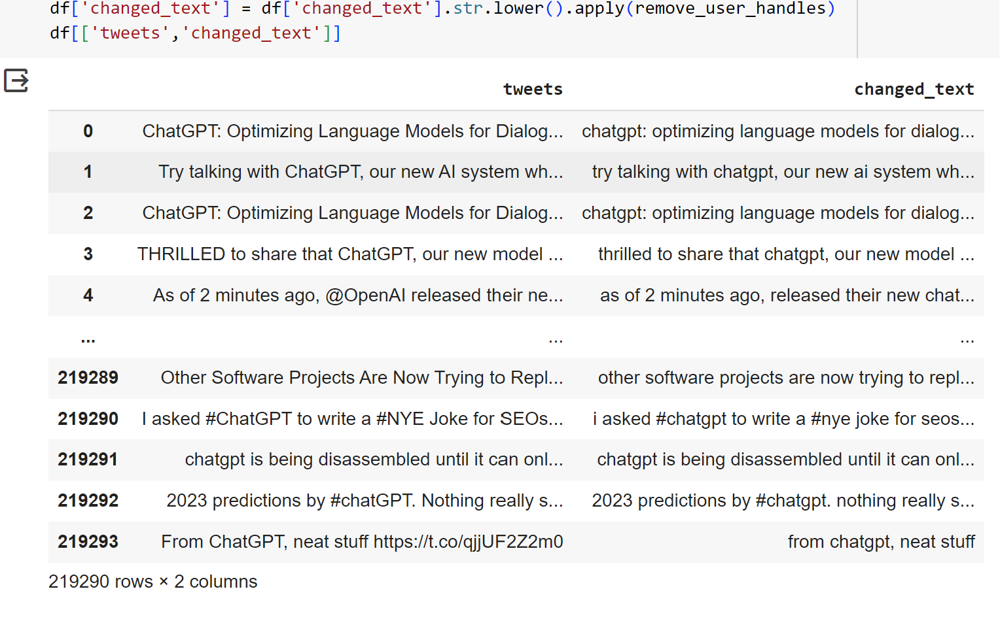 df['changed_text'] = df['changed_text'].str.lower().apply(remove_user_handles)
df[['tweets','changed_text']]
tweets changed_text
0 ChatGPT: Optimizing Language Models for Dialog... chatgpt: optimizing language models for dialog...
1 Try talking with ChatGPT, our new AI system wh... try talking with chatgpt, our new ai system wh...
2 ChatGPT: Optimizing Language Models for Dialog... chatgpt: optimizing language models for dialog...
3 THRILLED to share that ChatGPT, our new model ... thrilled to share that chatgpt, our new model ...
4 As of 2 minutes ago, @OpenAI released their ne... as of 2 minutes ago, released their new chat...
... ... ...
219289 Other Software Projects Are Now Trying to Repl... other software projects are now trying to repl...
219290 I asked #ChatGPT to write a #NYE Joke for SEOs... i asked #chatgpt to write a #nye joke for seos...
219291 chatgpt is being disassembled until it can onl... chatgpt is being disassembled until it can onl...
219292 2023 predictions by #chatGPT. Nothing really s... 2023 predictions by #chatgpt. nothing really s...
219293 From ChatGPT, neat stuff https://t.co/qjjUF2Z2m0 from chatgpt, neat stuff
219290 rows × 2 columns